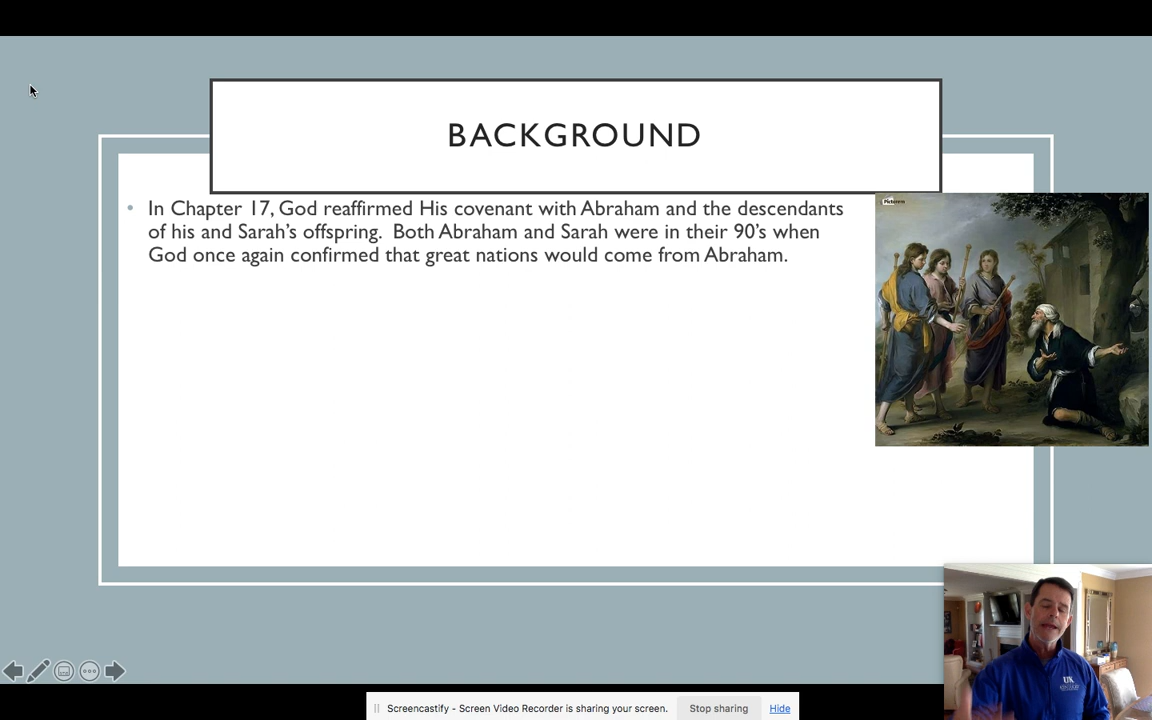 BACKGROUND
• In Chapter 17, God reaffirmed His covenant with Abraham and the descendants
of his and Sarah's offspring.  Both Abraham and Sarah were in their 90's when
God once again confirmed that great nations would come from Abraham.
UK
Screencastify - Screen Video Recorder is sharing your screen.
Stop sharing
Hide